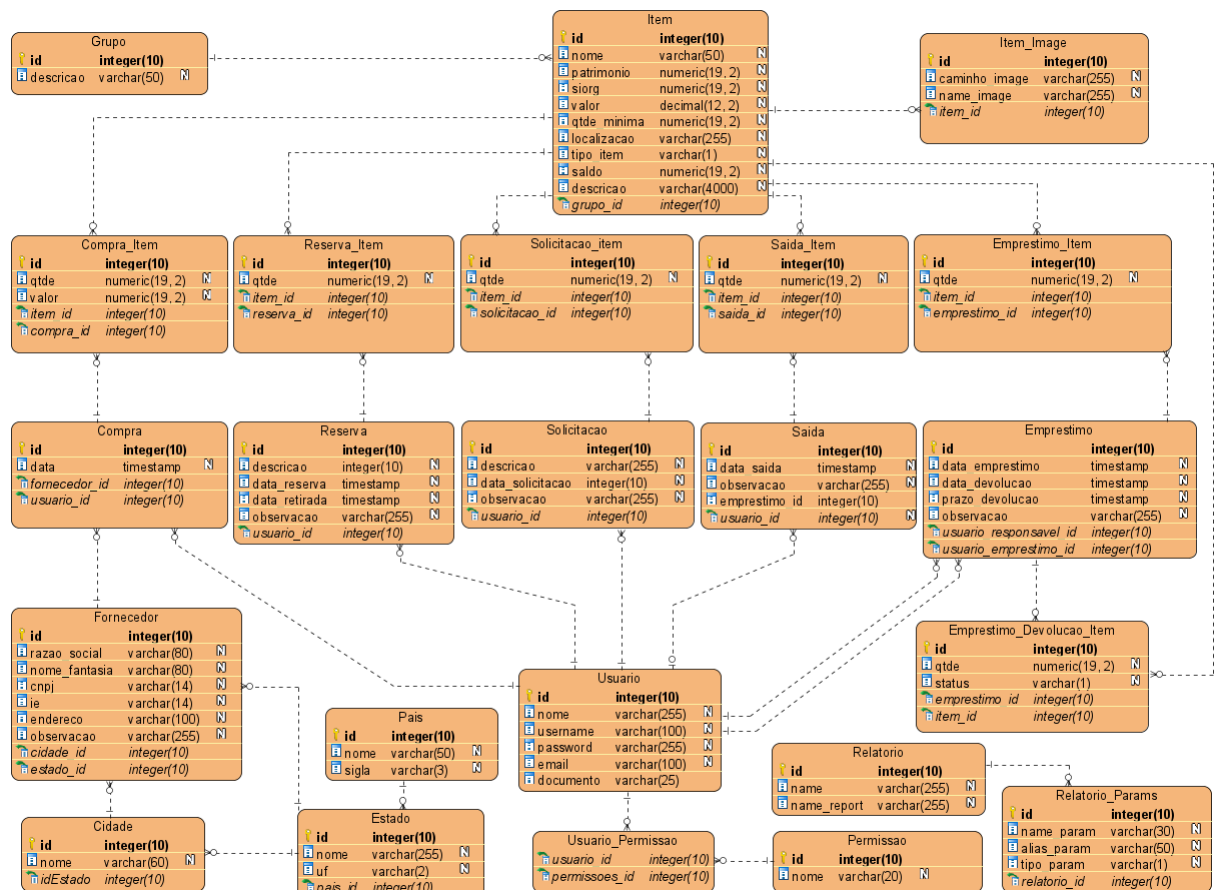 Grupo
id integer(10)
descricao varchar(50) N
Item
id integer(10)
nome varchar(50) N
patrimonio numeric(19, 2) N
siorg numeric(19, 2) N
valor decimal(12, 2) N
qtde_minima numeric(19, 2) N
localizacao varchar(255) N
tipo_item varchar(1) N
saldo numeric(19, 2) N
descricao varchar(4000) N
grupo_id integer(10)
Item_Image
id integer(10)
caminho_image varchar(255) N
name_image varchar(255) N
item_id integer(10)
Compra_Item
id integer(10)
qtde numeric(19, 2) N
valor numeric(19, 2) N
item_id integer(10)
compra_id integer(10)
Reserva_Item
id integer(10)
qtde numeric(19, 2) N
item_id integer(10)
reserva_id integer(10)
Solicitacao_item
id integer(10)
qtde numeric(19, 2) N
item_id integer(10)
solicitacao_id integer(10)
Saida_Item
id integer(10)
qtde numeric(19, 2) N
item_id integer(10)
saida_id integer(10)
Emprestimo_Item
id integer(10)
qtde numeric(19, 2) N
item_id integer(10)
emprestimo_id integer(10)
Compra
id integer(10)
data timestamp N
fornecedor_id integer(10)
usuario_id integer(10)
Reserva
id integer(10)
descricao integer(10) N
data_reserva timestamp N
data_retirada timestamp N
observacao varchar(255) N
usuario_id integer(10)
Solicitacao
id integer(10)
descricao varchar(255) N
data_solicitacao integer(10) N
observacao varchar(255) N
usuario_id integer(10)
Saida
id integer(10)
data_saida timestamp N
observacao varchar(255) N
emprestimo_id integer(10) N
usuario_id integer(10) N
Emprestimo
id integer(10)
data_emprestimo timestamp N
data_devolucao timestamp N
prazo_devolucao timestamp N
observacao varchar(255) N
usuario_responsavel_id integer(10)
usuario_emprestimo_id integer(10)
Fornecedor
id integer(10)
razao_social varchar(80) N
nome_fantasia varchar(80) N
cnpj varchar(14) N
ie varchar(14) N
endereco varchar(100) N
observacao varchar(255) N
cidade_id integer(10)
estado_id integer(10)
Emprestimo_Devolucao_Item
id integer(10)
qtde numeric(19, 2) N
status varchar(1) N
emprestimo_id integer(10)
item_id integer(10)
Usuario
id integer(10)
nome varchar(255) N
username varchar(100) N
password varchar(255) N
email varchar(100) N
documento varchar(25)
Pais
id integer(10)
nome varchar(50) N
sigla varchar(3) N
Relatorio
id integer(10)
name varchar(255) N
name_report varchar(255) N
Relatorio_Params
id integer(10)
name_param varchar(30) N
alias_param varchar(50) N
tipo_param varchar(1) N
relatorio_id integer(10)
Cidade
id integer(10)
nome varchar(60) N
idEstado integer(10)
Estado
id integer(10)
nome varchar(255) N
uf varchar(2) N
pais_id integer(10)
Usuario_Permissao
usuario_id integer(10)
permissoes_id integer(10)
Permissao
id integer(10)
nome varchar(20) N